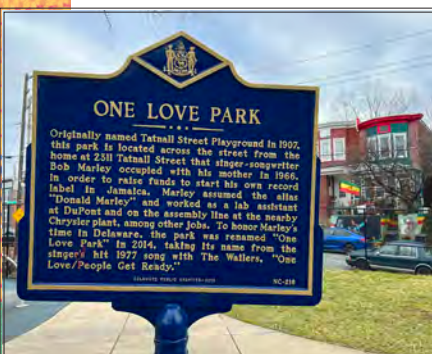 ONE LOVE PARK
Originally named Tatnall Street Playground in 1907,
this park is located across the street from the
home at 2311 Tatnall Street that singer-songwriter
Bob Marley occupied with his mother in 1966.
In order to raise funds to start his own record
label in Jamaica, Marley assumed the alias
"Donald Marley" and worked as a lab assistant
at DuPont and on the assembly line at the nearby
Chrysler plant, among other jobs. To honor Marley's
time in Delaware, the park was renamed "One
Love Park" in 2014, taking its name from the
singer's hit 1977 song with The Wailers, "One
Love/People Get Ready."
DELAWARE PUBLIC ARCHIVES